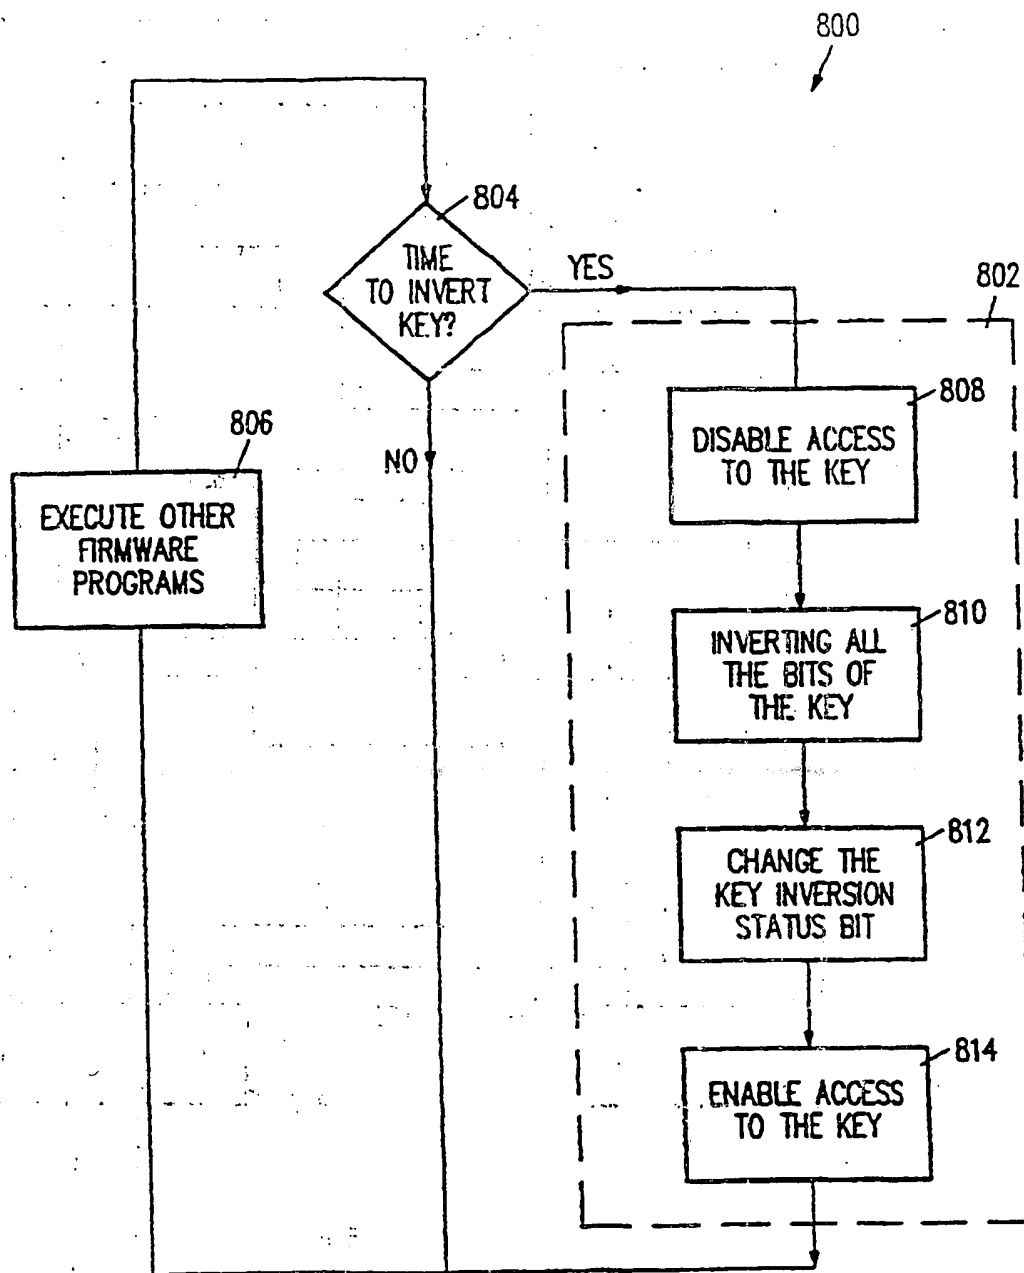 800
804
TIME
TO INVERT
KEY?
YES
802
808
DISABLE ACCESS
TO THE KEY
NO
806
EXECUTE OTHER
FIRMWARE
PROGRAMS
810
INVERTING ALL
THE BITS OF
THE KEY
812
CHANGE THE
KEY INVERSION
STATUS BIT
814
ENABLE ACCESS
TO THE KEY